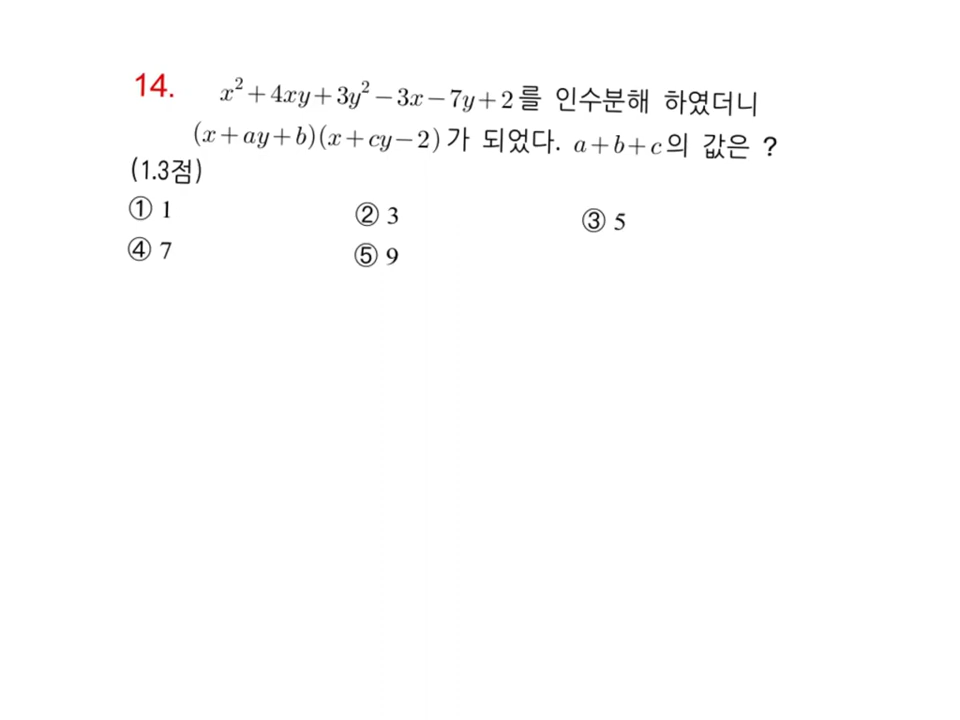 14. x² + 4xy + 3y² − 3x − 7y + 2 를 인수분해 하였더니
(x + ay + b)(x + cy − 2) 가 되었다. a + b + c 의 값은 ?
(1.3점)
① 1 ② 3 ③ 5
④ 7 ⑤ 9